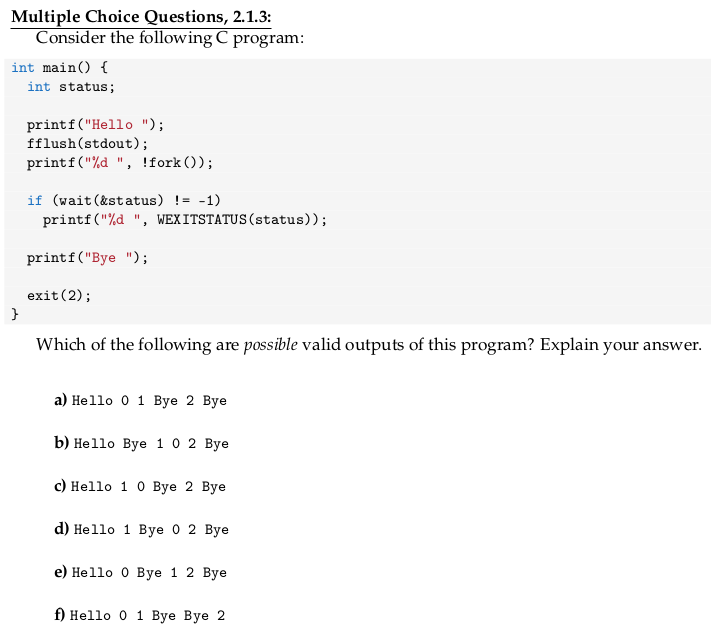 Multiple Choice Questions, 2.1.3:
Consider the following C program:
int main() {
int status;
printf("Hello ");
fflush(stdout);
printf("%d ", !fork());
if (wait(&status) != -1)
printf("%d ", WEXITSTATUS(status));
printf("Bye ");
exit(2);
}
Which of the following are possible valid outputs of this program? Explain your answer.
a) Hello 0 1 Bye 2 Bye
b) Hello Bye 1 0 2 Bye
c) Hello 1 0 Bye 2 Bye
d) Hello 1 Bye 0 2 Bye
e) Hello 0 Bye 1 2 Bye
f) Hello 0 1 Bye Bye 2